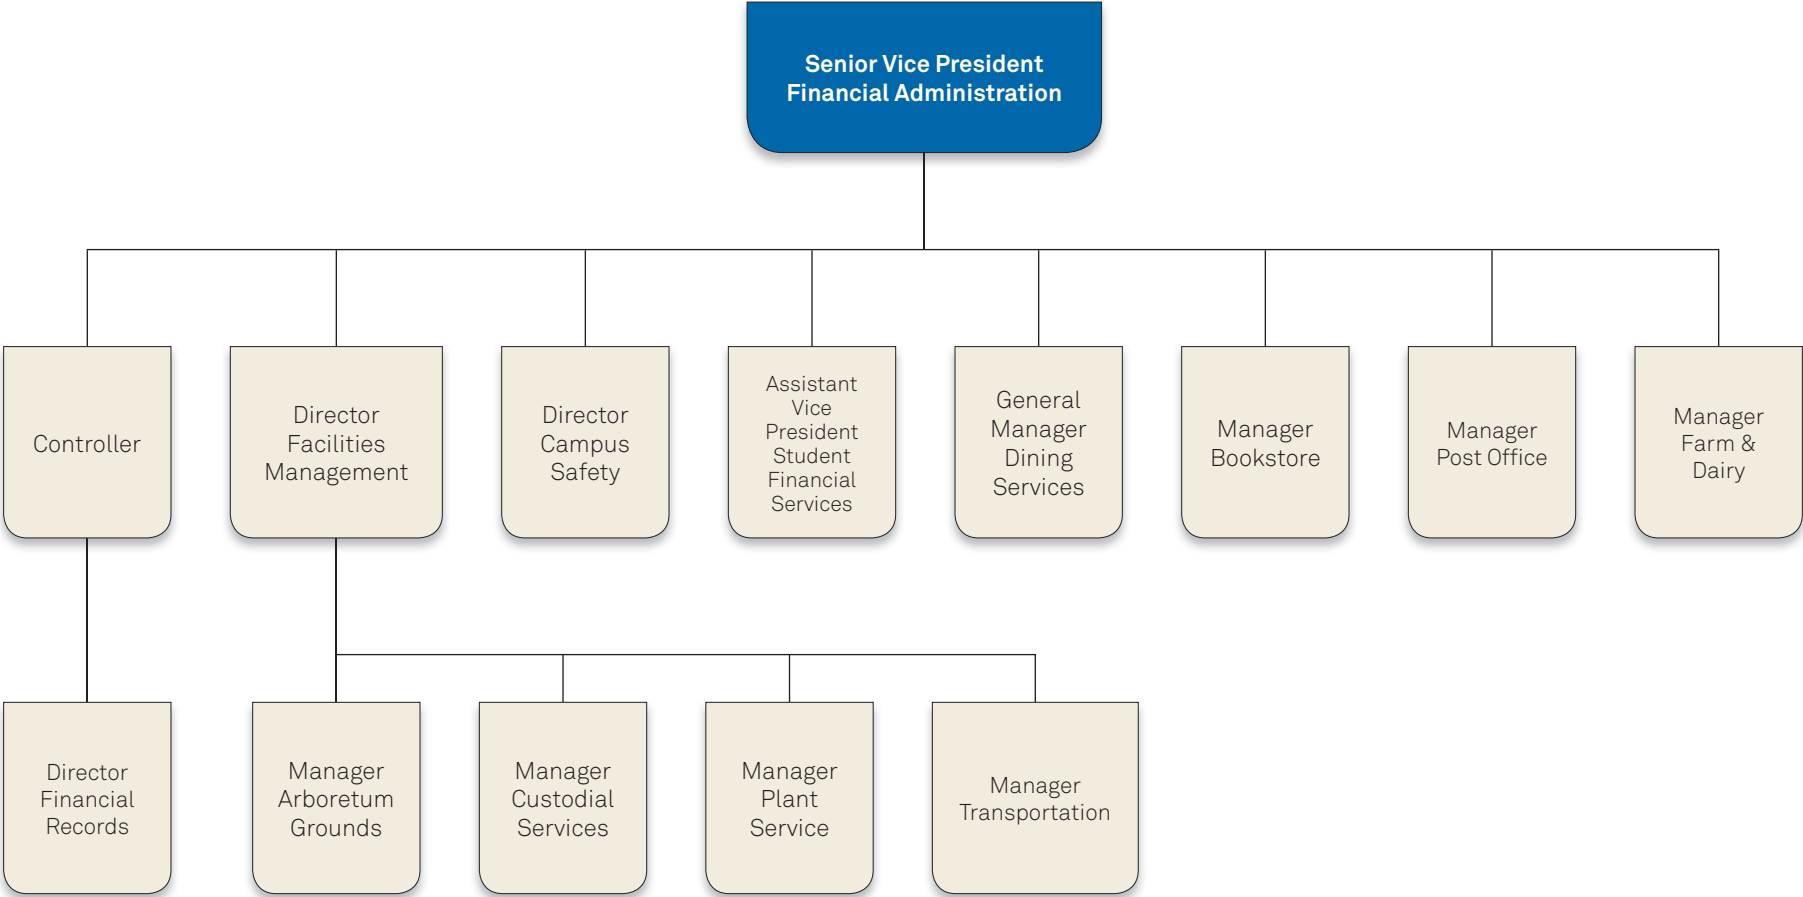 Senior Vice President
Financial Administration
Controller
Director
Facilities
Management
Director
Campus
Safety
Assistant
Vice
President
Student
Financial
Services
General
Manager
Dining
Services
Manager
Bookstore
Manager
Post Office
Manager
Farm &
Dairy
Director
Financial
Records
Manager
Arboretum
Grounds
Manager
Custodial
Services
Manager
Plant
Service
Manager
Transportation